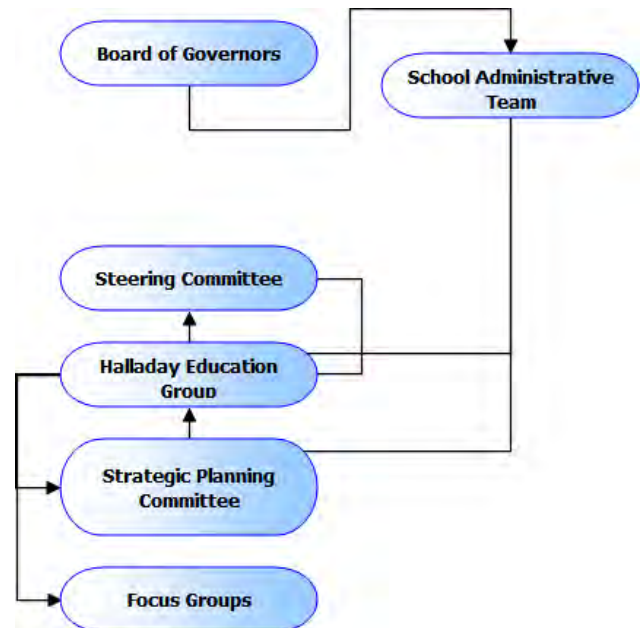 Board of Governors
School Administrative
Team
Steering Committee
Halladay Education
Group
Strategic Planning
Committee
Focus Groups